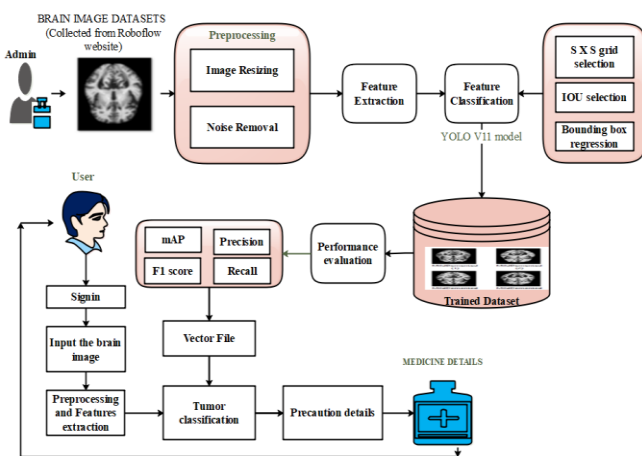 BRAIN IMAGE DATASETS
(Collected from Roboflow
website)
Admin
Preprocessing
Image Resizing
Noise Removal
Feature
Extraction
Feature
Classification
S X S grid
selection
IOU selection
Bounding box
regression
YOLO V11 model
User
mAP
Precision
F1 score
Recall
Performance
evaluation
Trained Dataset
Signin
Input the brain
image
Preprocessing
and Features
extraction
Vector File
Tumor
classification
Precaution details
MEDICINE DETAILS